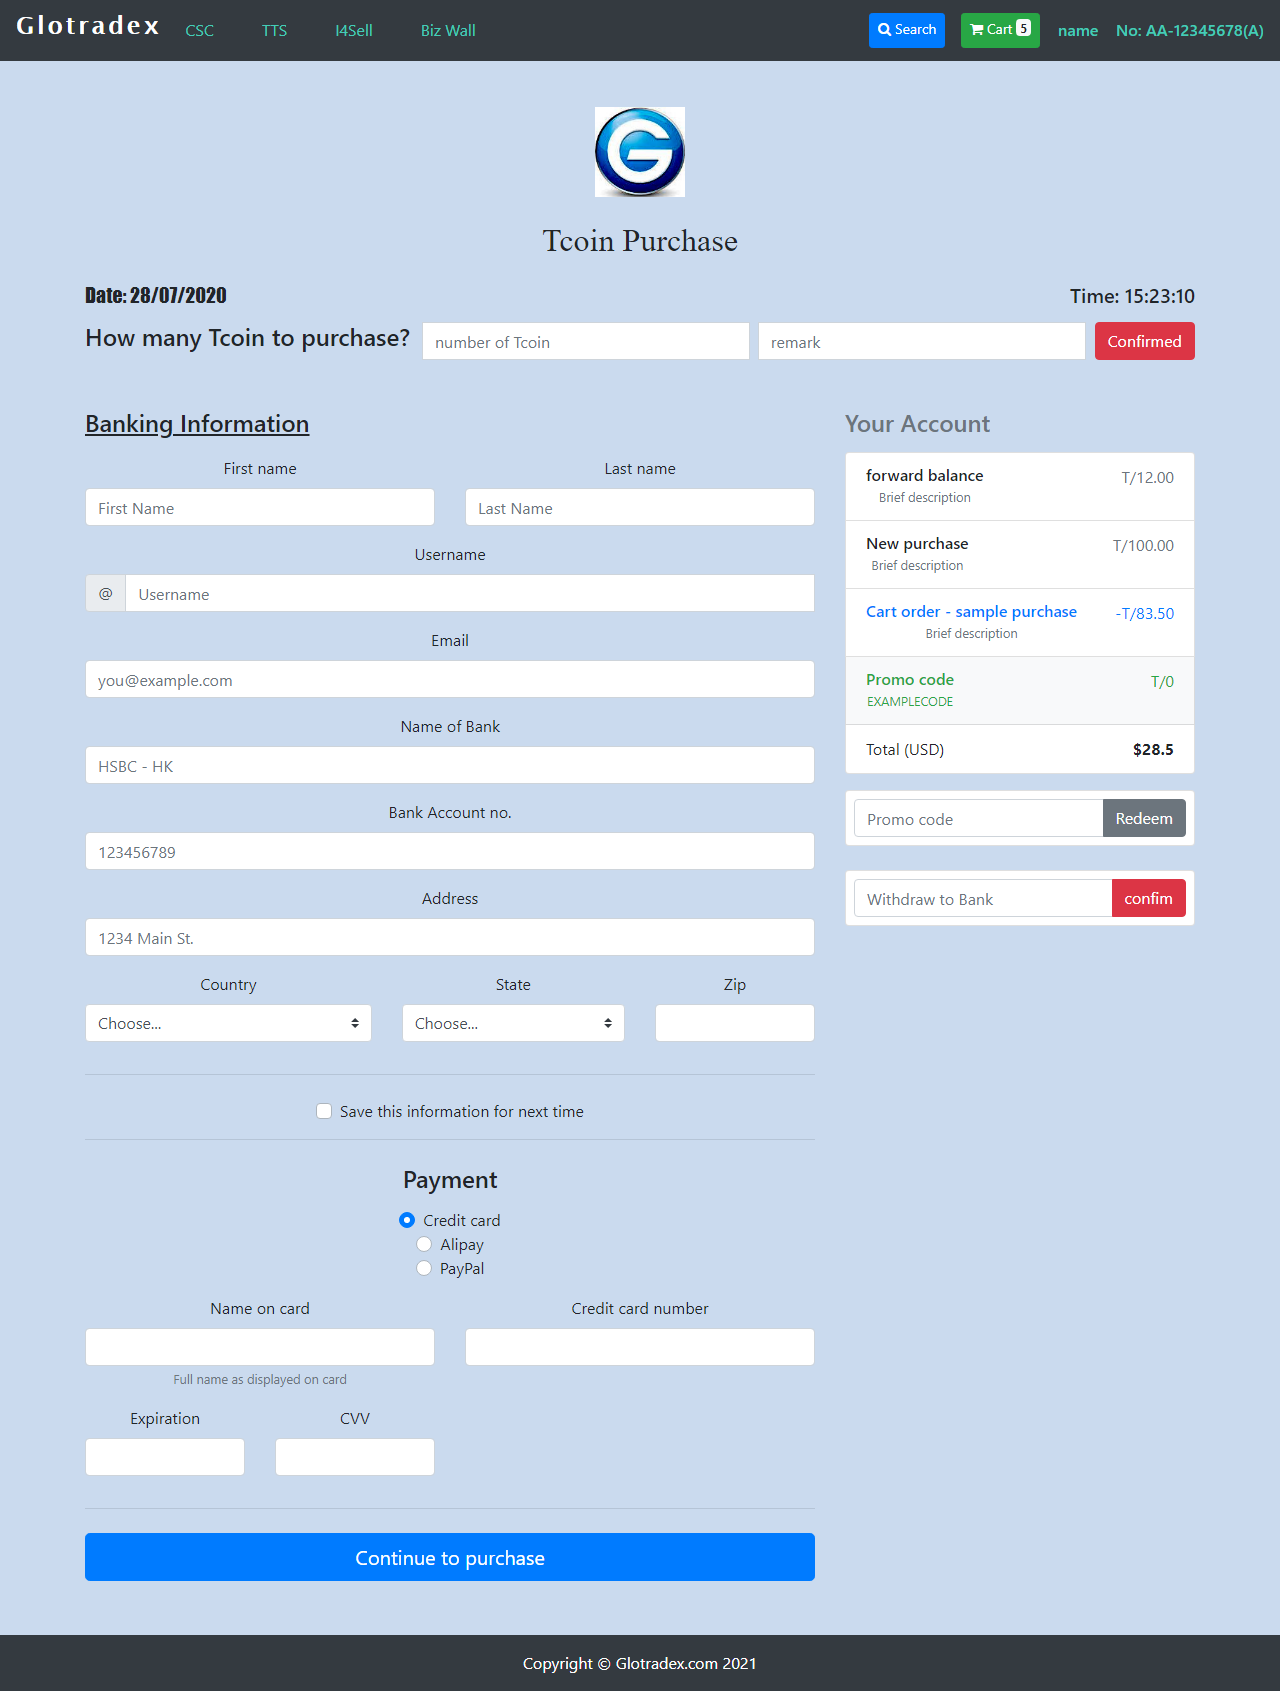 Glotradex CSC TTS I4Sell Biz Wall Search Cart 5 name No: AA-12345678(A)
G
Tcoin Purchase
Date: 28/07/2020 Time: 15:23:10
How many Tcoin to purchase? number of Tcoin remark Confirmed
Banking Information
First name Last name
First Name Last Name
Username
@ Username
Email
you@example.com
Name of Bank
HSBC - HK
Bank Account no.
123456789
Address
1234 Main St.
Country State Zip
Choose... Choose...
Save this information for next time
Payment
Credit card
Alipay
PayPal
Name on card Credit card number
Full name as displayed on card
Expiration CVV
Continue to purchase
Your Account
forward balance T/12.00
Brief description
New purchase T/100.00
Brief description
Cart order - sample purchase -T/83.50
Brief description
Promo code T/0
EXAMPLECODE
Total (USD) $28.5
Promo code Redeem
Withdraw to Bank confim
Copyright © Glotradex.com 2021